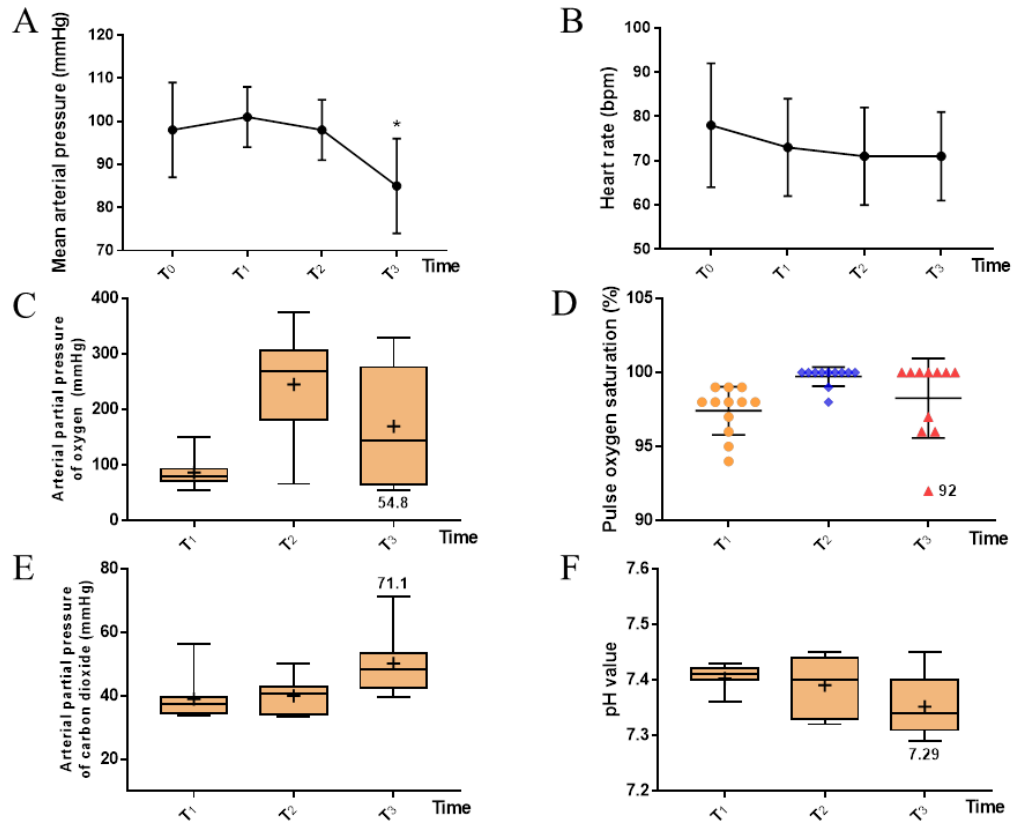 A
Mean arterial pressure (mmHg)
120
110
100
90
80
70
*
T0
T1
T2
T3
Time
B
Heart rate (bpm)
100
90
80
70
60
50
T0
T1
T2
T3
Time
C
Arterial partial pressure
of oxygen (mmHg)
400
300
200
100
0
54.8
T1
T2
T3
Time
D
Pulse oxygen saturation (%)
105
100
95
90
92
T1
T2
T3
Time
E
Arterial partial pressure
of carbon dioxide (mmHg)
80
60
40
20
71.1
T1
T2
T3
Time
F
pH value
7.6
7.5
7.4
7.3
7.2
7.29
T1
T2
T3
Time